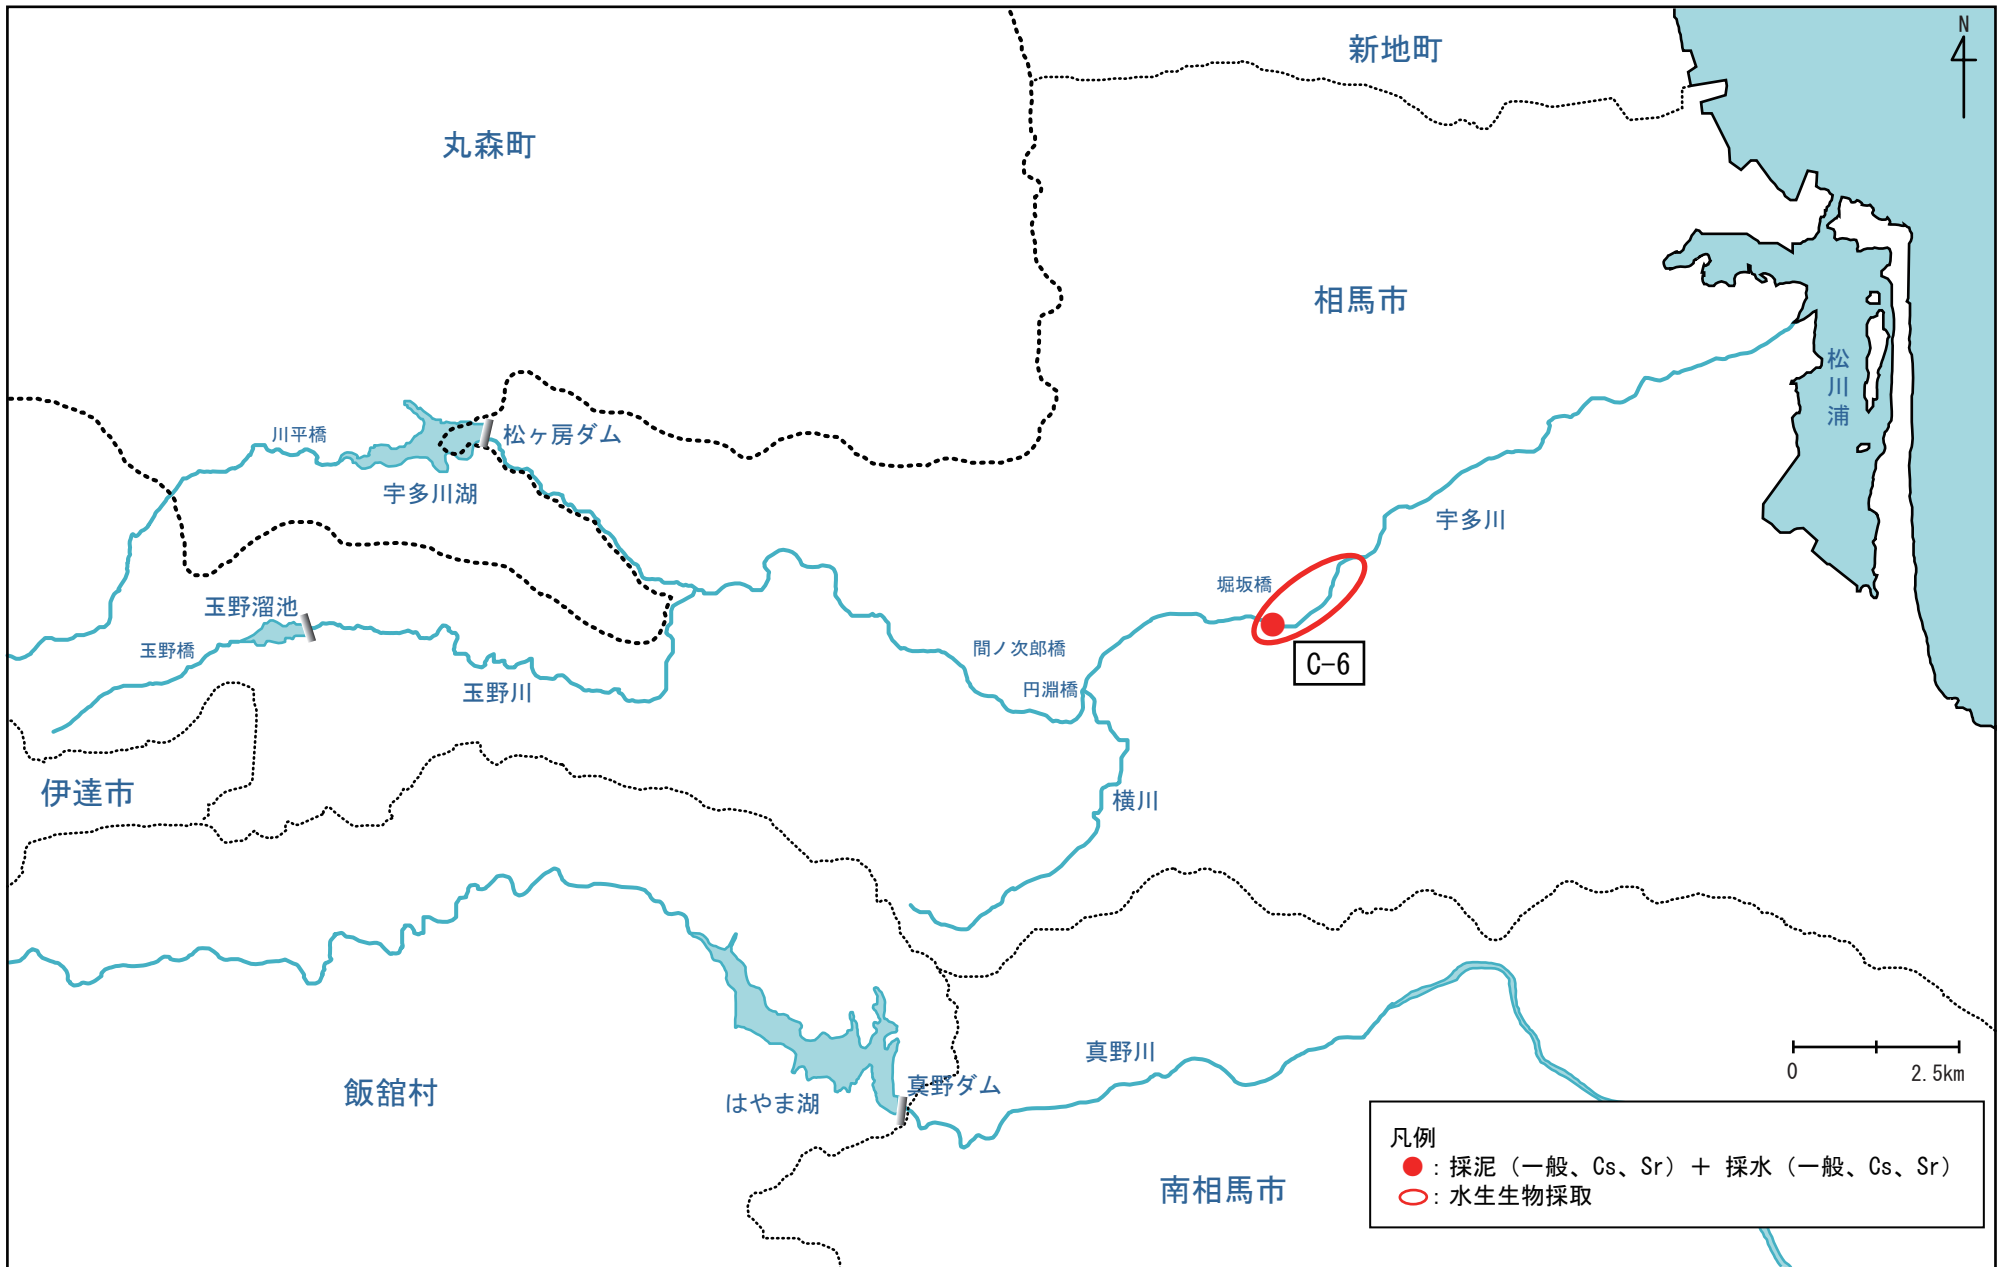 新地町
N
丸森町
相馬市
松川浦
川平橋
松ヶ房ダム
宇多川湖
宇多川
堀坂橋
玉野溜池
玉野橋
間ノ次郎橋
C-6
円淵橋
玉野川
伊達市
横川
真野川
0
2.5km
真野ダム
飯舘村
はやま湖
南相馬市
凡例
：採泥（一般、Cs、Sr）＋ 採水（一般、Cs、Sr）
：水生生物採取